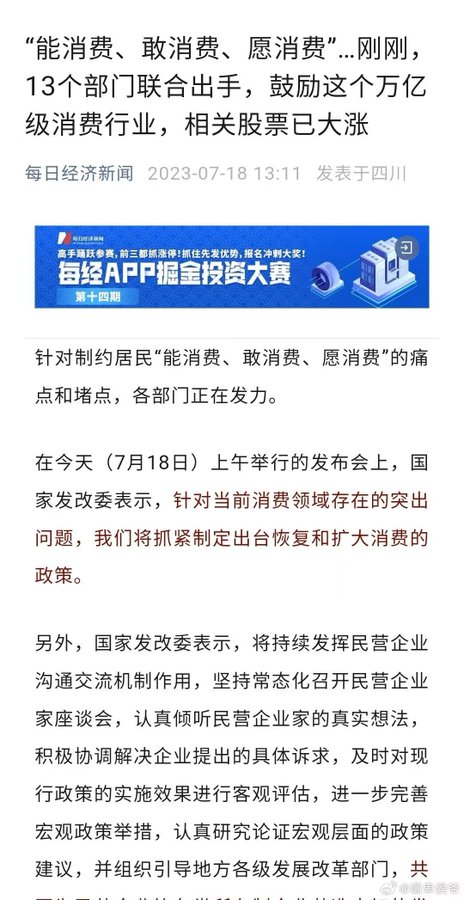 “能消费、敢消费、愿消费”...刚刚，
13个部门联合出手，鼓励这个万亿
级消费行业，相关股票已大涨
每日经济新闻 2023-07-18 13:11 发表于四川
每日经济新闻
高手踊跃参赛，前三都抓涨停！抓住先发优势，报名冲刺大奖！
每经APP掘金投资大赛
第十四期
针对制约居民“能消费、敢消费、愿消费”的痛
点和堵点，各部门正在发力。
在今天（7月18日）上午举行的发布会上，国
家发改委表示，针对当前消费领域存在的突出
问题，我们将抓紧制定出台恢复和扩大消费的
政策。
另外，国家发改委表示，将持续发挥民营企业
沟通交流机制作用，坚持常态化召开民营企业
家座谈会，认真倾听民营企业家的真实想法，
积极协调解决企业提出的具体诉求，及时对现
行政策的实施效果进行客观评估，进一步完善
宏观政策举措，认真研究论证宏观层面的政策
建议，并组织引导地方各级发展改革部门，共